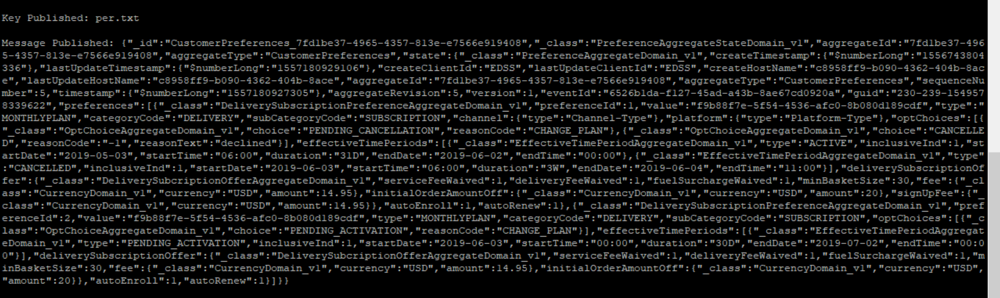 Key Published: per.txt
Message Published: {"_id":"CustomerPreferences_7fd1be37-4965-4357-813e-e7566e919408","_class":"PreferenceAggregateStateDomain_v1","aggregateId":"7fd1be37-496
5-4357-813e-e7566e919408","aggregateType":"CustomerPreferences","state":{"_class":"PreferenceAggregateDomain_v1","createTimestamp":{"$numberLong":"1556743804
336"},"lastUpdateTimestamp":{"$numberLong":"1557180929106"},"createClientId":"EDSS","lastUpdateClientId":"EDSS","createHostName":"c8958ff9-b090-4362-404b-8ac
e","lastUpdateHostName":"c8958ff9-b090-4362-404b-8ace","aggregateId":"7fd1be37-4965-4357-813e-e7566e919408","aggregateType":"CustomerPreferences","sequenceNu
mber":5,"timestamp":{"$numberLong":"1557180927305"},"aggregateRevision":5,"version":1,"eventId":"6526b1da-f127-45ad-a43b-8ae67cd0920a","guid":"230-239-154957
8339622","preferences":[{"_class":"DeliverySubscriptionPreferenceAggregateDomain_v1","preferenceId":1,"value":"f9b88f7e-5f54-4536-afc0-8b080d189cdf","type":"
MONTHLYPLAN","categoryCode":"DELIVERY","subCategoryCode":"SUBSCRIPTION","channel":{"type":"Channel-Type"},"platform":{"type":"Platform-Type"},"optChoices":[{
"_class":"OptChoiceAggregateDomain_v1","choice":"PENDING_CANCELLATION","reasonCode":"CHANGE_PLAN"},{"_class":"OptChoiceAggregateDomain_v1","choice":"CANCELLE
D","reasonCode":"-1","reasonText":"declined"}],"effectiveTimePeriods":[{"_class":"EffectiveTimePeriodAggregateDomain_v1","type":"ACTIVE","inclusiveInd":1,"st
artDate":"2019-05-03","startTime":"06:00","duration":"31D","endDate":"2019-06-02","endTime":"00:00"},{"_class":"EffectiveTimePeriodAggregateDomain_v1","type"
:"CANCELLED","inclusiveInd":1,"startDate":"2019-06-03","startTime":"06:00","duration":"3W","endDate":"2019-06-04","endTime":"11:00"}],"deliverySubscriptionOf
fer":{"_class":"DeliverySubcriptionOfferAggregateDomain_v1","serviceFeeWaived":1,"deliveryFeeWaived":1,"fuelSurchargeWaived":1,"minBasketSize":30,"fee":{"_cl
ass":"CurrencyDomain_v1","currency":"USD","amount":14.95},"initialOrderAmountOff":{"_class":"CurrencyDomain_v1","currency":"USD","amount":20},"signUpFee":{"_
class":"CurrencyDomain_v1","currency":"USD","amount":14.95}},"autoEnroll":1,"autoRenew":1},{"_class":"DeliverySubscriptionPreferenceAggregateDomain_v1","pref
erenceId":2,"value":"f9b88f7e-5f54-4536-afc0-8b080d189cdf","type":"MONTHLYPLAN","categoryCode":"DELIVERY","subCategoryCode":"SUBSCRIPTION","optChoices":[{"_c
lass":"OptChoiceAggregateDomain_v1","choice":"PENDING_ACTIVATION","reasonCode":"CHANGE_PLAN"}],"effectiveTimePeriods":[{"_class":"EffectiveTimePeriodAggregat
eDomain_v1","type":"PENDING_ACTIVATION","inclusiveInd":1,"startDate":"2019-06-03","startTime":"00:00","duration":"30D","endDate":"2019-07-02","endTime":"00:0
0"}],"deliverySubscriptionOffer":{"_class":"DeliverySubcriptionOfferAggregateDomain_v1","serviceFeeWaived":1,"deliveryFeeWaived":1,"fuelSurchargeWaived":1,"m
inBasketSize":30,"fee":{"_class":"CurrencyDomain_v1","currency":"USD","amount":14.95},"initialOrderAmountOff":{"_class":"CurrencyDomain_v1","currency":"USD",
"amount":20}},"autoEnroll":1,"autoRenew":1}]}}